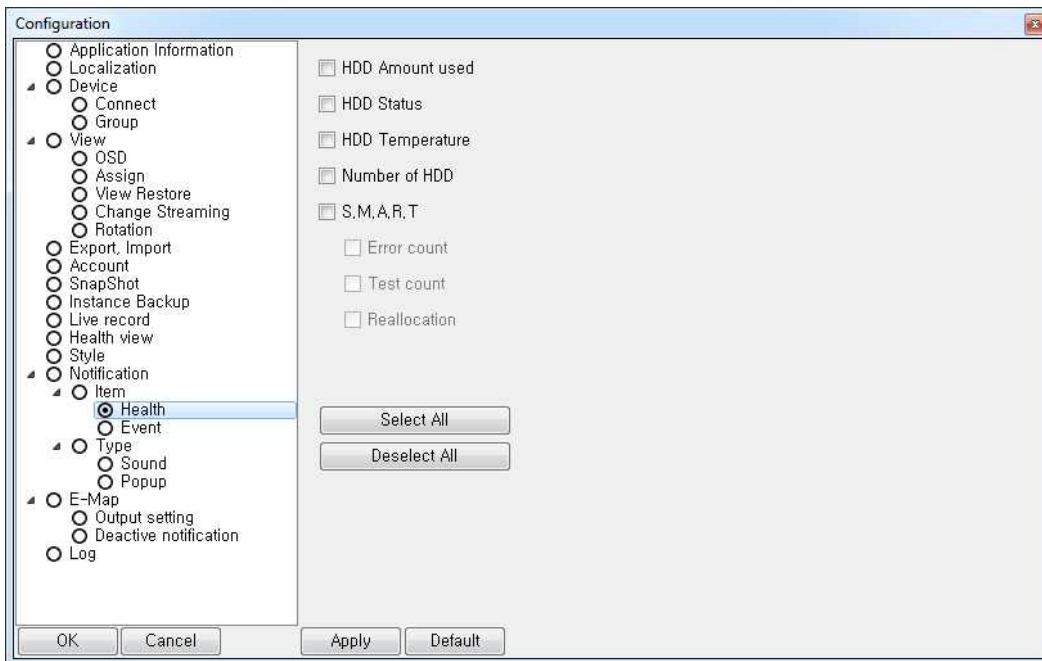 Configuration
Application Information
Localization
Device
Connect
Group
View
OSD
Assign
View Restore
Change Streaming
Rotation
Export, Import
Account
SnapShot
Instance Backup
Live record
Health view
Style
Notification
Item
Health
Event
Type
Sound
Popup
E-Map
Output setting
Deactive notification
Log
HDD Amount used
HDD Status
HDD Temperature
Number of HDD
S.M.A.R.T
Error count
Test count
Reallocation
Select All
Deselect All
OK
Cancel
Apply
Default